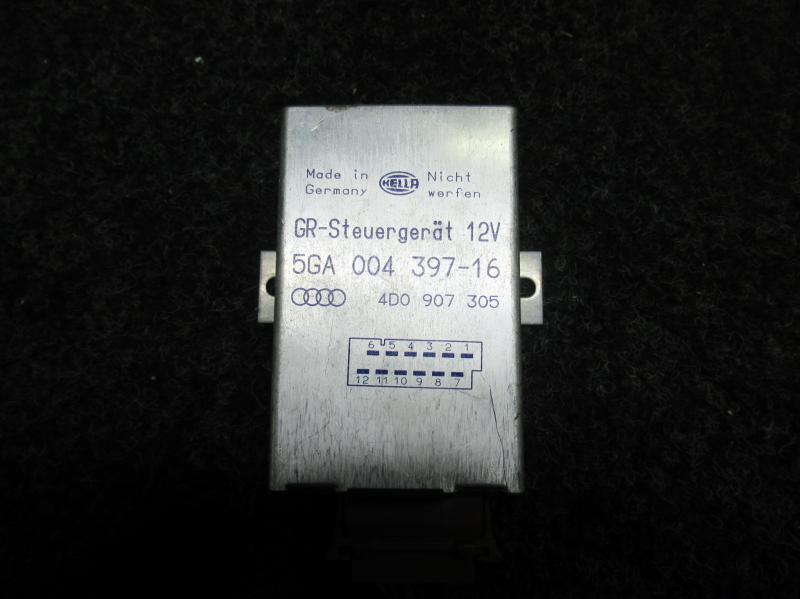 Made in Germany
HELLA
Nicht werfen
GR-Steuergerät 12V
5GA 004 397-16
4D0 907 305
6 5 4 3 2 1
12 11 10 9 8 7